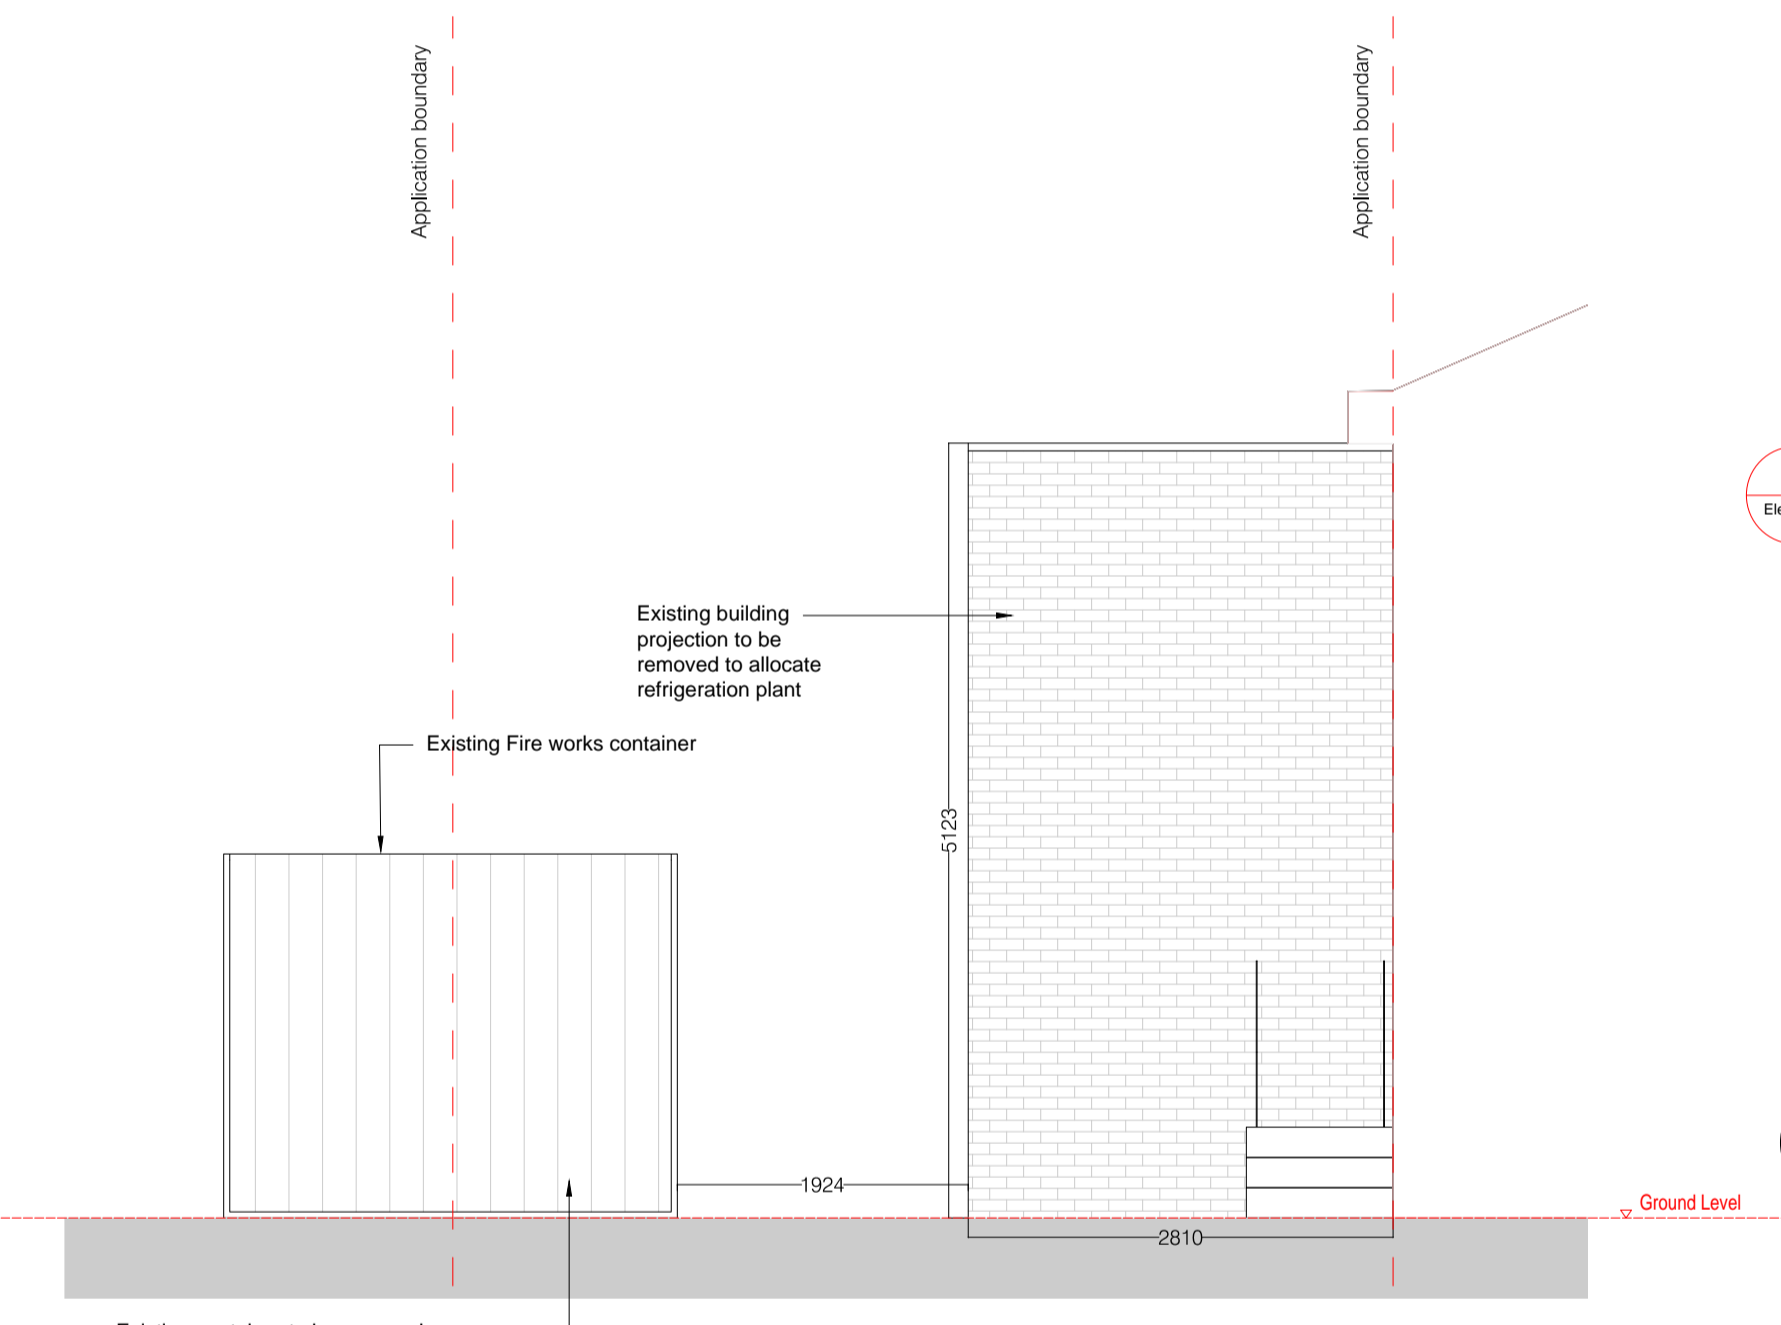 Application boundary
Application boundary
Ele
Existing building
projection to be
removed to allocate
refrigeration plant
Existing Fire works container
5123
1924
Ground Level
2810